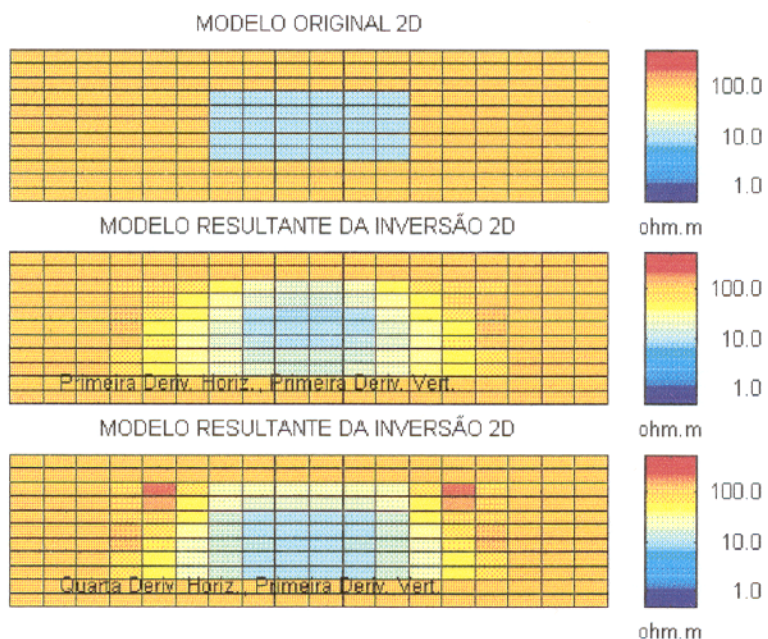 MODELO ORIGINAL 2D
100.0
10.0
1.0
ohm.m
MODELO RESULTANTE DA INVERSÃO 2D
100.0
10.0
1.0
Primeira Deriv. Horiz., Primeira Deriv. Vert.
ohm.m
MODELO RESULTANTE DA INVERSÃO 2D
100.0
10.0
1.0
Quarta Deriv. Horiz., Primeira Deriv. Vert.
ohm.m